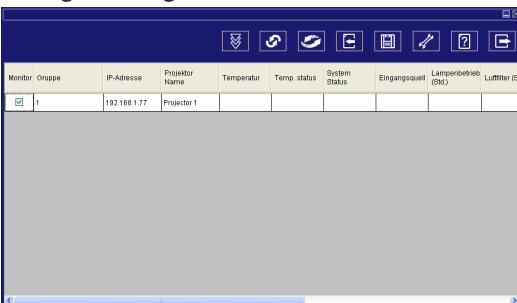 Monitor Gruppe IP-Adresse Projektor Name Temperatur Temp. status System Status Eingangsquell Lampenbetrieb (Std.) Luftfilter (S
1 192.168.1.77 Projector 1